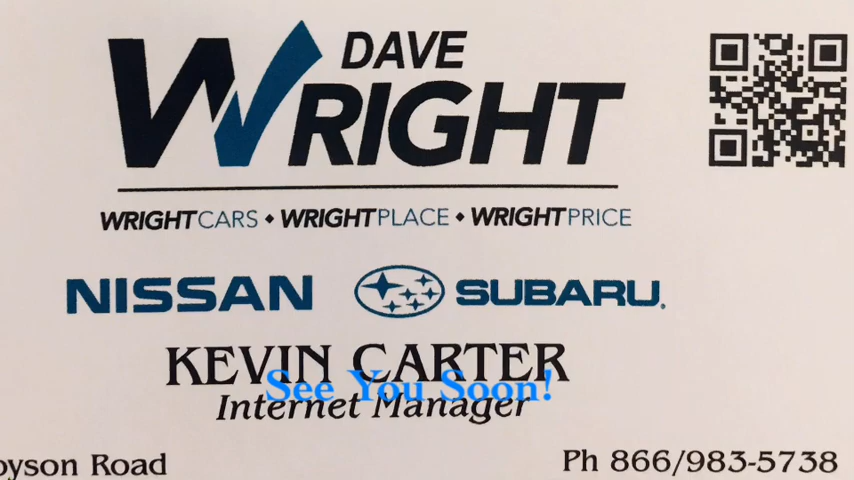 DAVE
WRIGHT
WRIGHTCARS • WRIGHTPLACE • WRIGHTPRICE
NISSAN SUBARU.
KEVIN CARTER
See You Soon!
Internet Manager
oyson Road Ph 866/983-5738